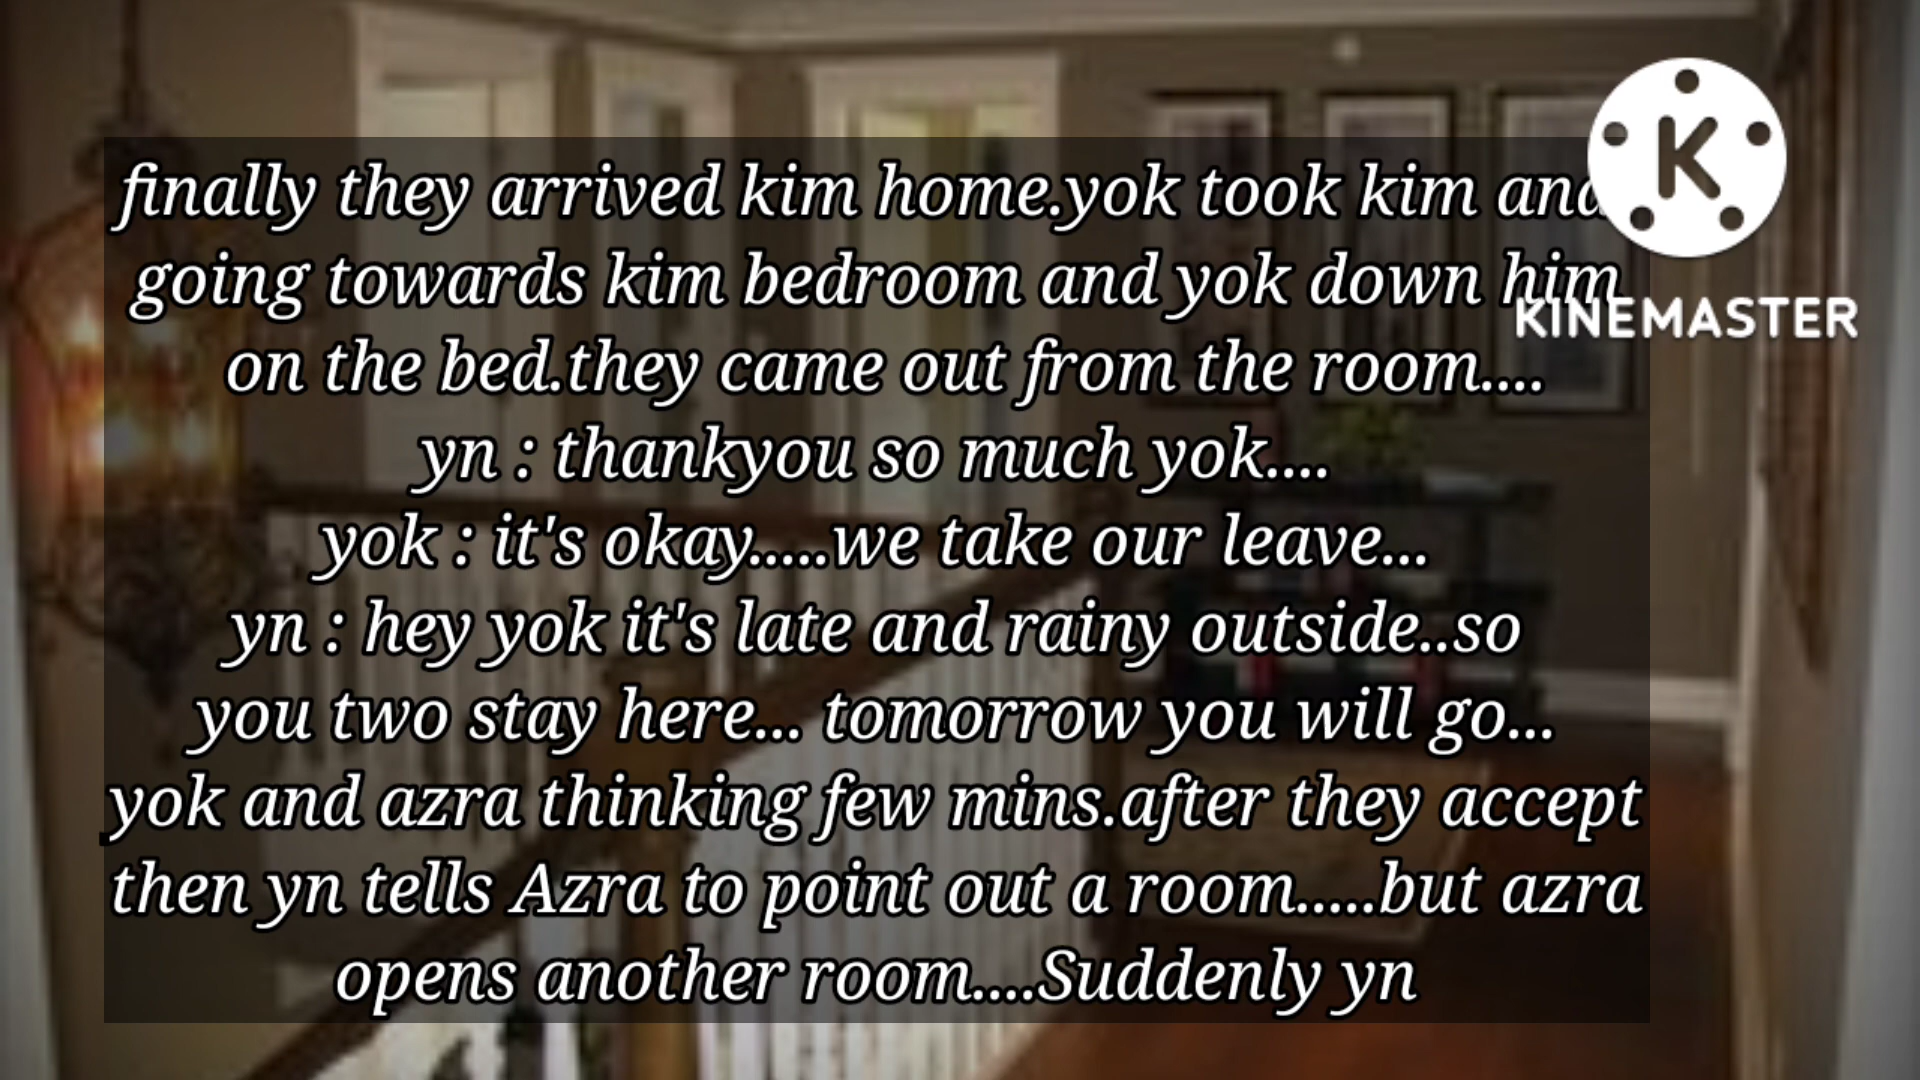 finally they arrived kim home.yok took kim and
going towards kim bedroom and yok down him
on the bed.they came out from the room....
yn : thankyou so much yok....
yok : it's okay.....we take our leave...
yn : hey yok it's late and rainy outside..so
you two stay here... tomorrow you will go...
yok and azra thinking few mins.after they accept
then yn tells Azra to point out a room.....but azra
opens another room....Suddenly yn
K
KINEMASTER